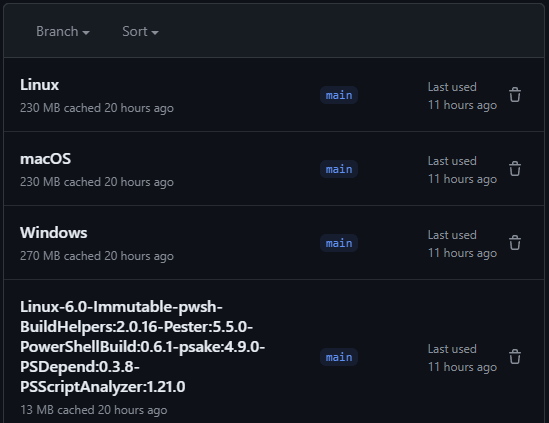 Branch Sort
Linux
230 MB cached 20 hours ago
main
Last used
11 hours ago
macOS
230 MB cached 20 hours ago
main
Last used
11 hours ago
Windows
270 MB cached 20 hours ago
main
Last used
11 hours ago
Linux-6.0-Immutable-pwsh-
BuildHelpers:2.0.16-Pester:5.5.0-
PowerShellBuild:0.6.1-psake:4.9.0-
PSDepend:0.3.8-
PSScriptAnalyzer:1.21.0
13 MB cached 20 hours ago
main
Last used
11 hours ago